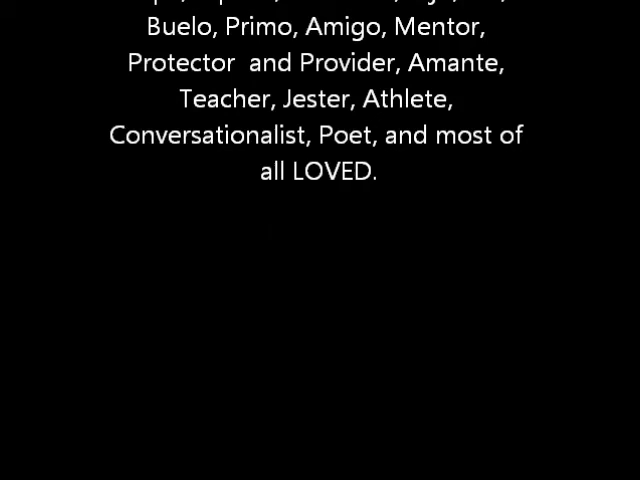 Buelo, Primo, Amigo, Mentor,
Protector  and Provider, Amante,
Teacher, Jester, Athlete,
Conversationalist, Poet, and most of
all LOVED.